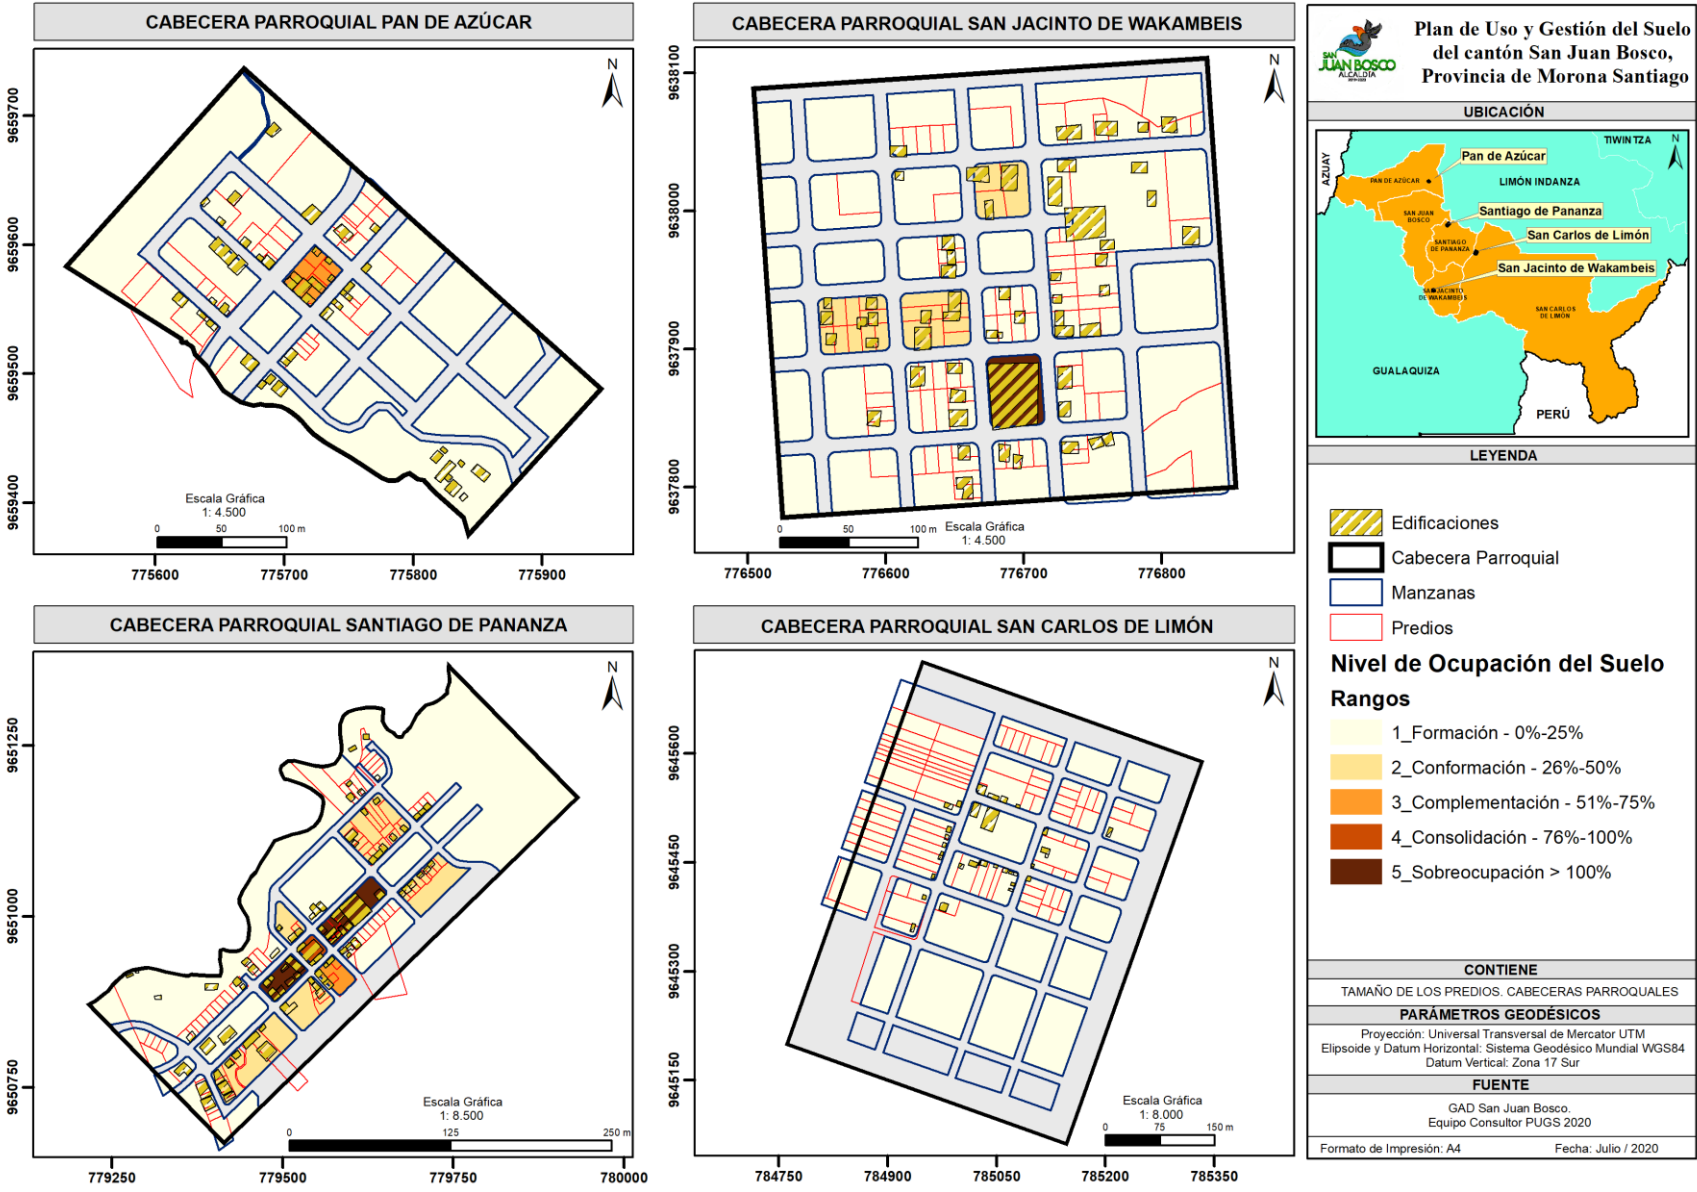 CABECERA PARROQUIAL PAN DE AZÚCAR
N
9659700
9659600
9659500
9659400
Escala Gráfica
1: 4.500
0 50 100 m
775600 775700 775800 775900
CABECERA PARROQUIAL SAN JACINTO DE WAKAMBEIS
N
9638100
9638000
9637900
9637800
0 50 100 m
Escala Gráfica
1: 4.500
776500 776600 776700 776800
CABECERA PARROQUIAL SANTIAGO DE PANANZA
N
9651250
9651000
9650750
Escala Gráfica
1: 8.500
0 125 250 m
779250 779500 779750 780000
CABECERA PARROQUIAL SAN CARLOS DE LIMÓN
N
9645600
9645450
9645300
9645150
Escala Gráfica
1: 8.000
0 75 150 m
784750 784900 785050 785200 785350
SAN
JUAN BOSCO
ALCALDÍA
Plan de Uso y Gestión del Suelo
del cantón San Juan Bosco,
Provincia de Morona Santiago
UBICACIÓN
TIWINTZA
N
AZUAY
Pan de Azúcar
PAN DE AZÚCAR
LIMÓN INDANZA
SAN JUAN
BOSCO
Santiago de Pananza
SANTIAGO
DE PANANZA
San Carlos de Limón
San Jacinto de Wakambeis
SAN JACINTO
DE WAKAMBEIS
SAN CARLOS
DE LIMÓN
GUALAQUIZA
PERÚ
LEYENDA
Edificaciones
Cabecera Parroquial
Manzanas
Predios
Nivel de Ocupación del Suelo
Rangos
1_Formación - 0%-25%
2_Conformación - 26%-50%
3_Complementación - 51%-75%
4_Consolidación - 76%-100%
5_Sobreocupación > 100%
CONTIENE
TAMAÑO DE LOS PREDIOS. CABECERAS PARROQUALES
PARÁMETROS GEODÉSICOS
Proyección: Universal Transversal de Mercator UTM
Elipsoide y Datum Horizontal: Sistema Geodésico Mundial WGS84
Datum Vertical: Zona 17 Sur
FUENTE
GAD San Juan Bosco.
Equipo Consultor PUGS 2020
Formato de Impresión: A4 Fecha: Julio / 2020